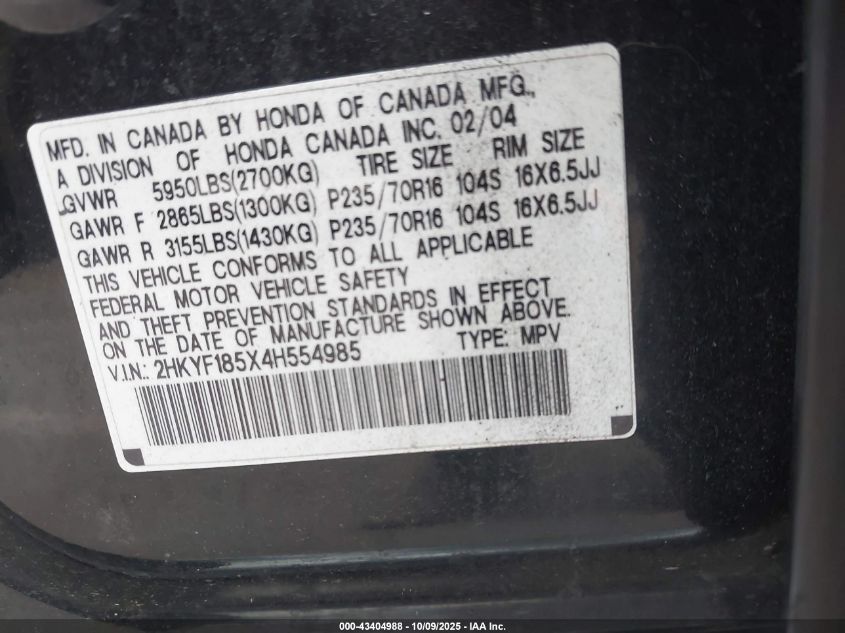 MFD. IN CANADA BY HONDA OF CANADA MFG.,
A DIVISION OF HONDA CANADA INC. 02/04
GVWR 5950LBS(2700KG) TIRE SIZE RIM SIZE
GAWR F 2865LBS(1300KG) P235/70R16 104S 16X6.5JJ
GAWR R 3155LBS(1430KG) P235/70R16 104S 16X6.5JJ
THIS VEHICLE CONFORMS TO ALL APPLICABLE
FEDERAL MOTOR VEHICLE SAFETY
AND THEFT PREVENTION STANDARDS IN EFFECT
ON THE DATE OF MANUFACTURE SHOWN ABOVE.
V.I.N.: 2HKYF185X4H554985 TYPE: MPV
000-43404988 - 10/09/2025 - IAA Inc.